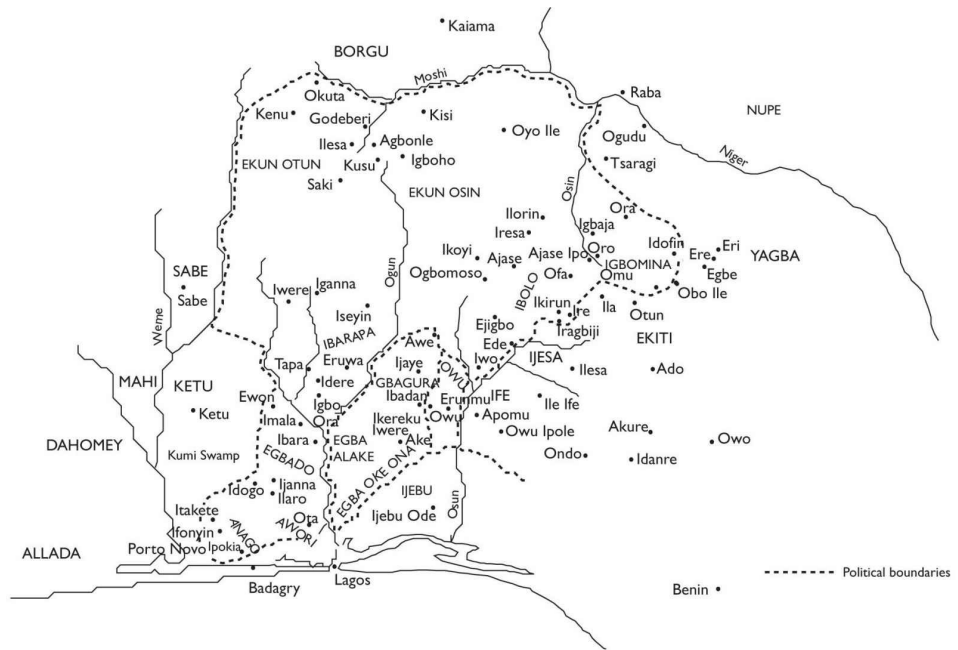 Kaiama
BORGU
Moshi
Okuta
Raba
NUPE
Kenu
Godeberi
Kisi
Oyo Ile
Ogudu
Ilesa
Agbonle
Niger
EKUN OTUN
Kusu
Igboho
Tsaragi
Saki
EKUN OSIN
Osin
Ilorin
Ora
Iresa
Igbaja
Ikoyi
Ajase
Ajase Ipo
Oro
Idofin
Eri
Ere
YAGBA
SABE
Ogun
Ogbomoso
Ofa
IGBOMINA
Omu
Egbe
Sabe
Iwere
Iganna
IBOLO
Obo Ile
Weme
Iseyin
Ikirun
Ire
Ila
Otun
Ejigbo
Iragbiji
IBARAPA
Awe
Ede
EKITI
MAHI
KETU
Tapa
Eruwa
Ijaye
OWU
Iwo
IJESA
Ilesa
Ado
Idere
GBAGURA
Ewon
Igbo
Ora
Ibadan
Erunmu
IFE
Ile Ife
Ketu
Imala
Ikereku
Owu
Apomu
Iwere
DAHOMEY
Ibara
EGBA
ALAKE
Ake
Owu Ipole
Akure
Owo
Kumi Swamp
EGBADO
Ondo
Idanre
EGBA OKE ONA
Idogo
Ijanna
Ilaro
IJEBU
Itakete
Ota
Ijebu Ode
Osun
Ifonyin
ANAGO
AWORI
ALLADA
Porto Novo
Ipokia
Badagry
Lagos
Benin
Political boundaries